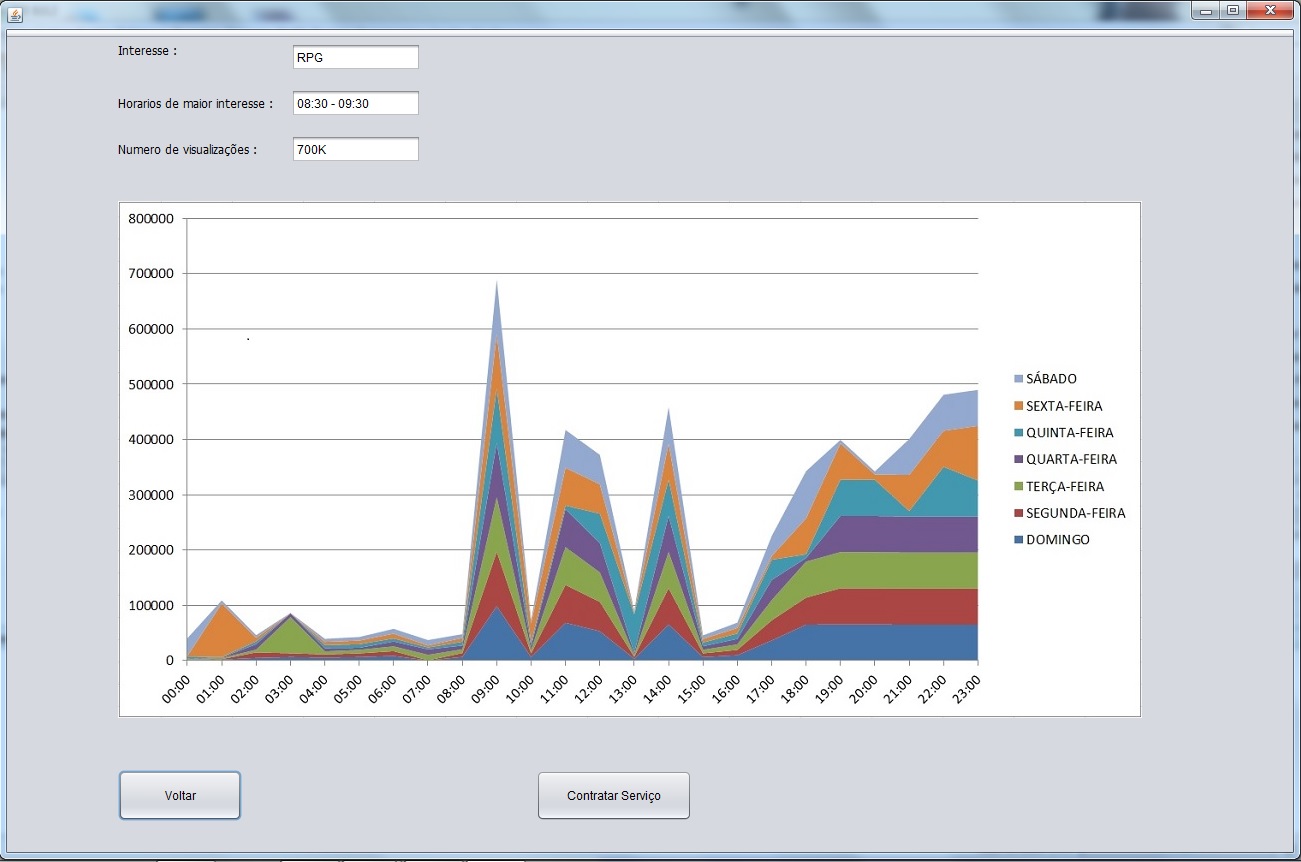 Interesse :
RPG
Horarios de maior interesse :
08:30 - 09:30
Numero de visualizações :
700K
800000
700000
600000
500000
400000
300000
200000
100000
0
00:00 01:00 02:00 03:00 04:00 05:00 06:00 07:00 08:00 09:00 10:00 11:00 12:00 13:00 14:00 15:00 16:00 17:00 18:00 19:00 20:00 21:00 22:00 23:00
SÁBADO
SEXTA-FEIRA
QUINTA-FEIRA
QUARTA-FEIRA
TERÇA-FEIRA
SEGUNDA-FEIRA
DOMINGO
Voltar
Contratar Serviço